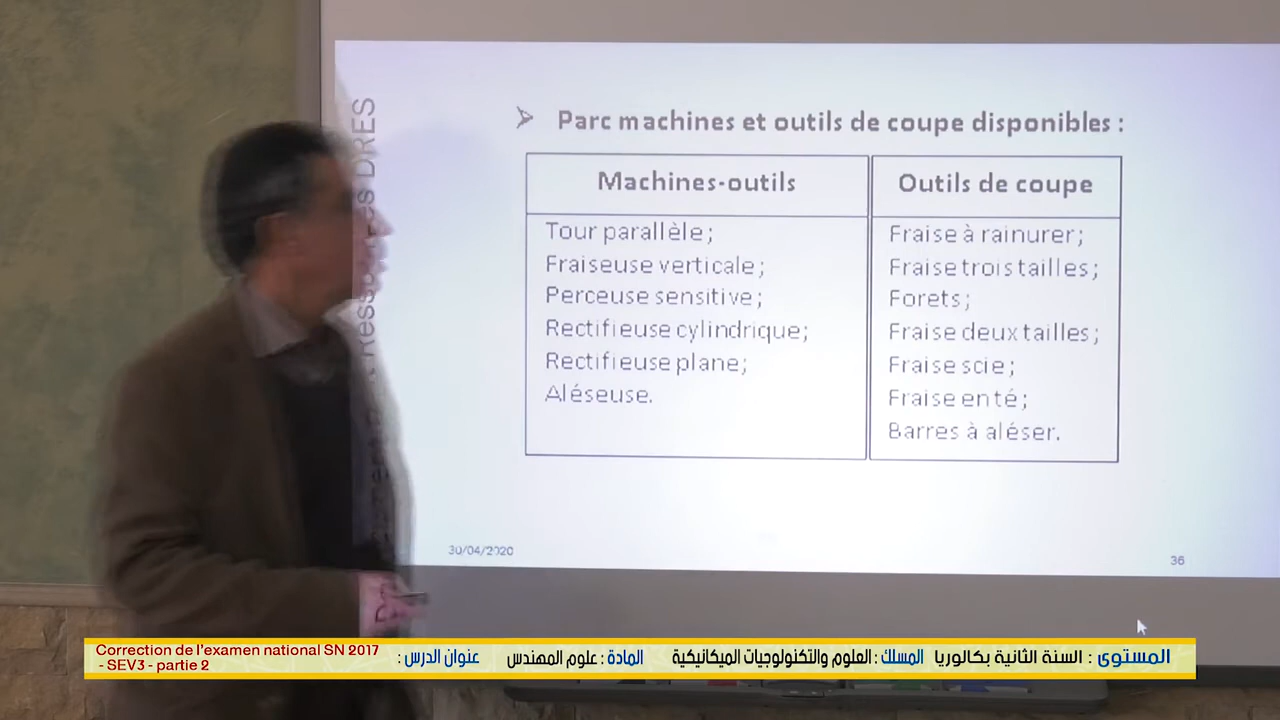 DRES
➢ Parc machines et outils de coupe disponibles :
Machines-outils
Outils de coupe
Tour parallèle;
Fraiseuse verticale;
Perceuse sensitive;
Rectifieuse cylindrique;
Rectifieuse plane;
Aléseuse.
Fraise à rainurer;
Fraise trois tailles;
Forets;
Fraise deux tailles;
Fraise scie;
Fraise en té;
Barres à aléser.
30/04/2020
36
المستوى : السنة الثانية بكالوريا المسلك : العلوم والتكنولوجيات الميكانيكية المادة : علوم المهندس عنوان الدرس :
Correction de l'examen national SN 2017
- SEV3 - partie 2